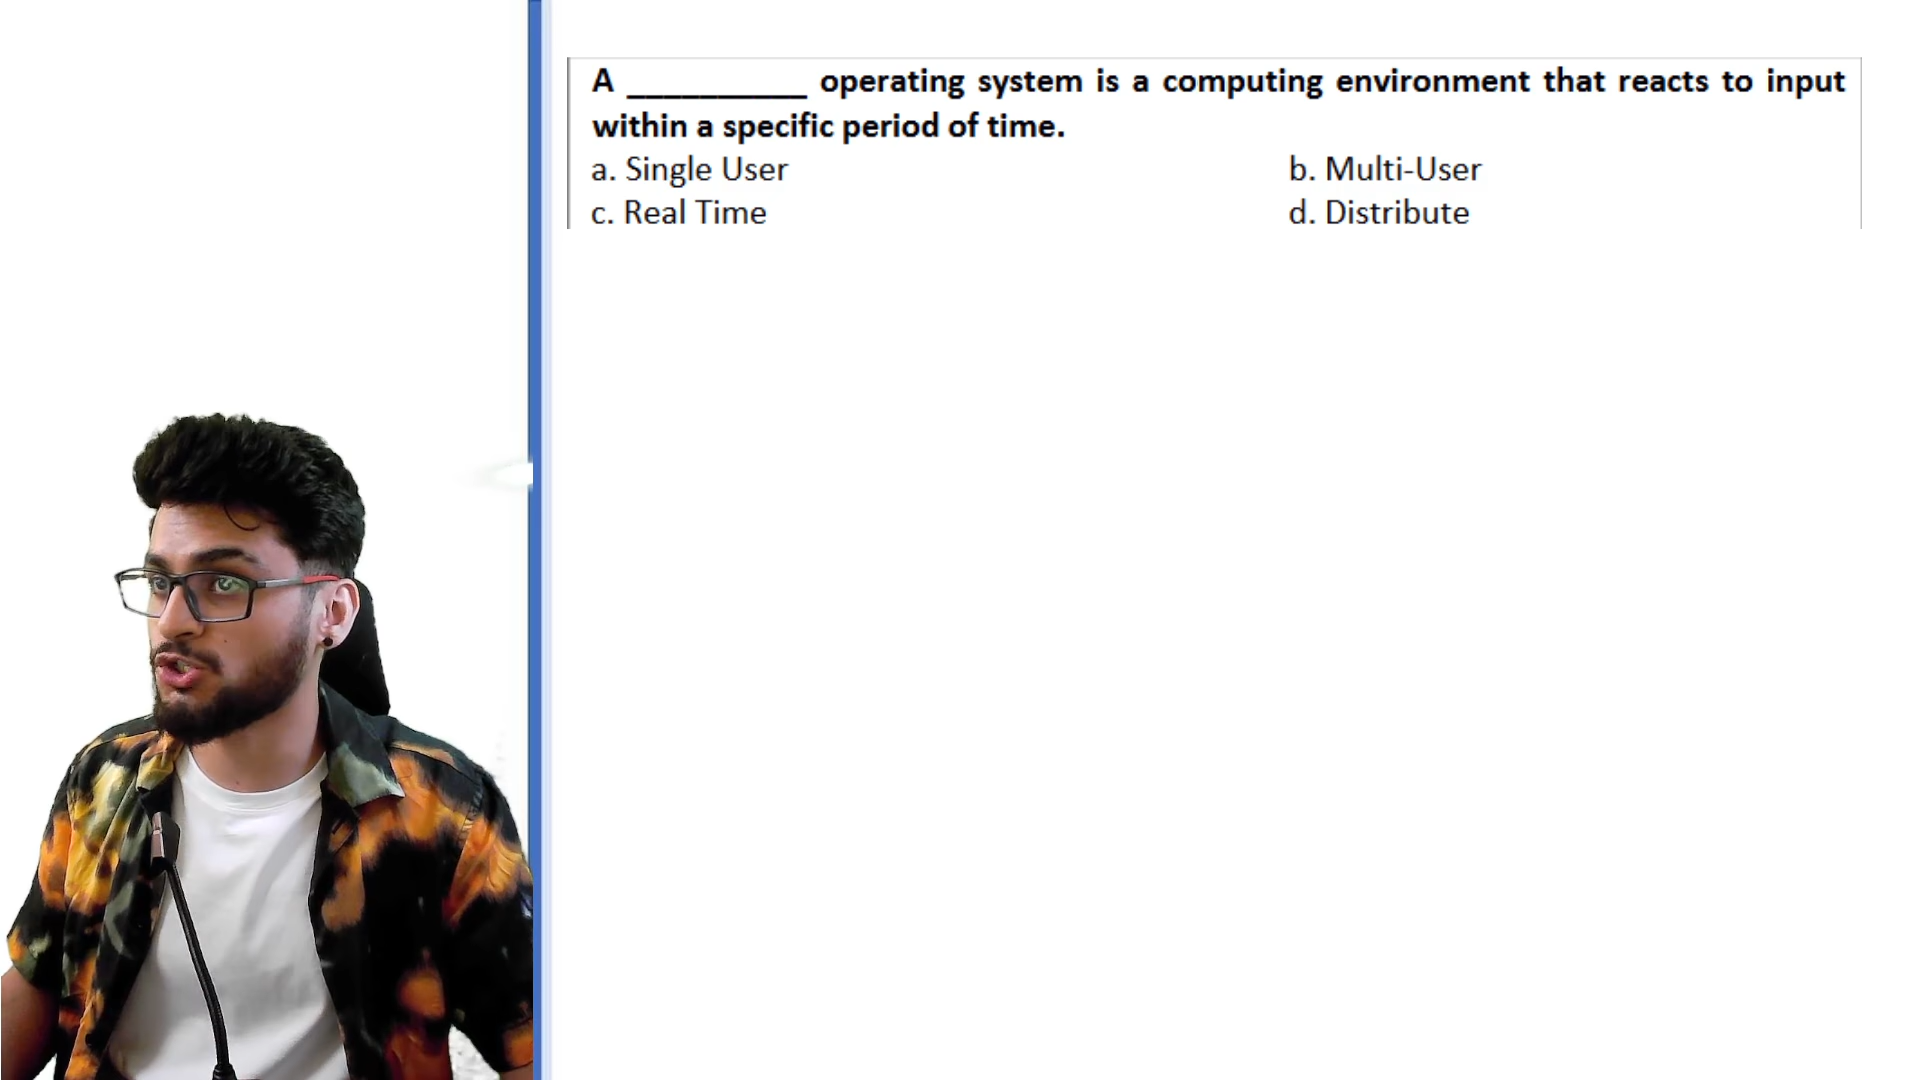 A __________ operating system is a computing environment that reacts to input
within a specific period of time.
a. Single User b. Multi-User
c. Real Time d. Distribute